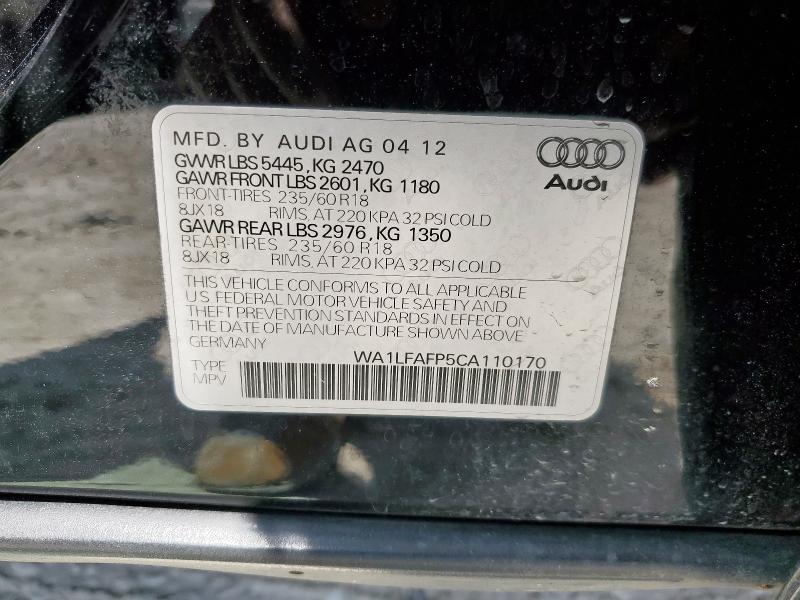 MFD. BY AUDI AG 04 12
GVWR LBS 5445, KG 2470
GAWR FRONT LBS 2601, KG 1180
FRONT-TIRES 235/60 R18
8JX18 RIMS, AT 220 KPA 32 PSI COLD
GAWR REAR LBS 2976, KG 1350
REAR-TIRES 235/60 R18
8JX18 RIMS, AT 220 KPA 32 PSI COLD
Audi
THIS VEHICLE CONFORMS TO ALL APPLICABLE
U.S. FEDERAL MOTOR VEHICLE SAFETY AND
THEFT PREVENTION STANDARDS IN EFFECT ON
THE DATE OF MANUFACTURE SHOWN ABOVE
GERMANY
WA1LFAFP5CA110170
TYPE
MPV